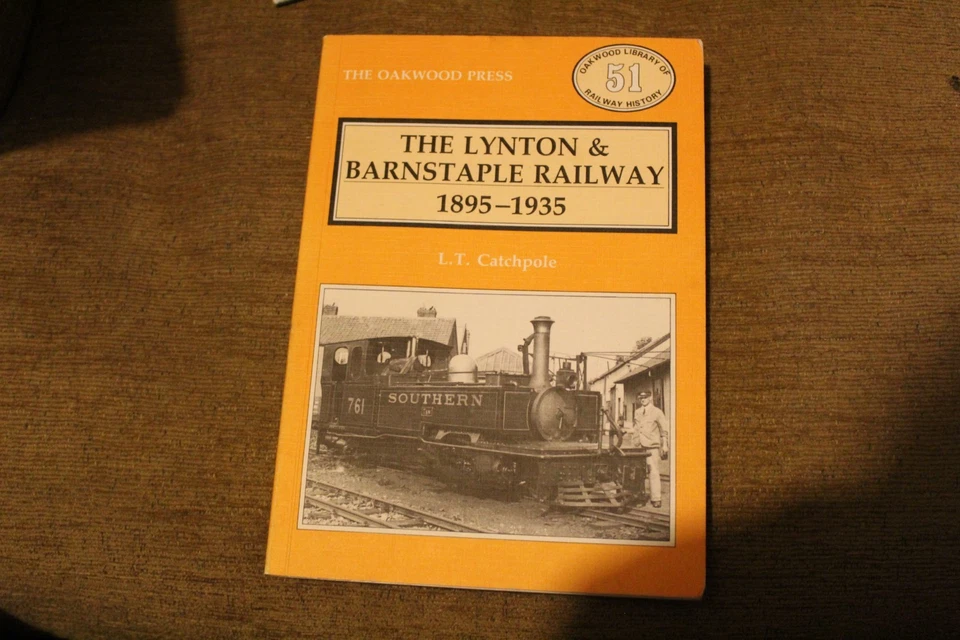 THE OAKWOOD PRESS
OAKWOOD LIBRARY OF
51
RAILWAY HISTORY
THE LYNTON &
BARNSTAPLE RAILWAY
1895–1935
L.T. Catchpole
761
SOUTHERN